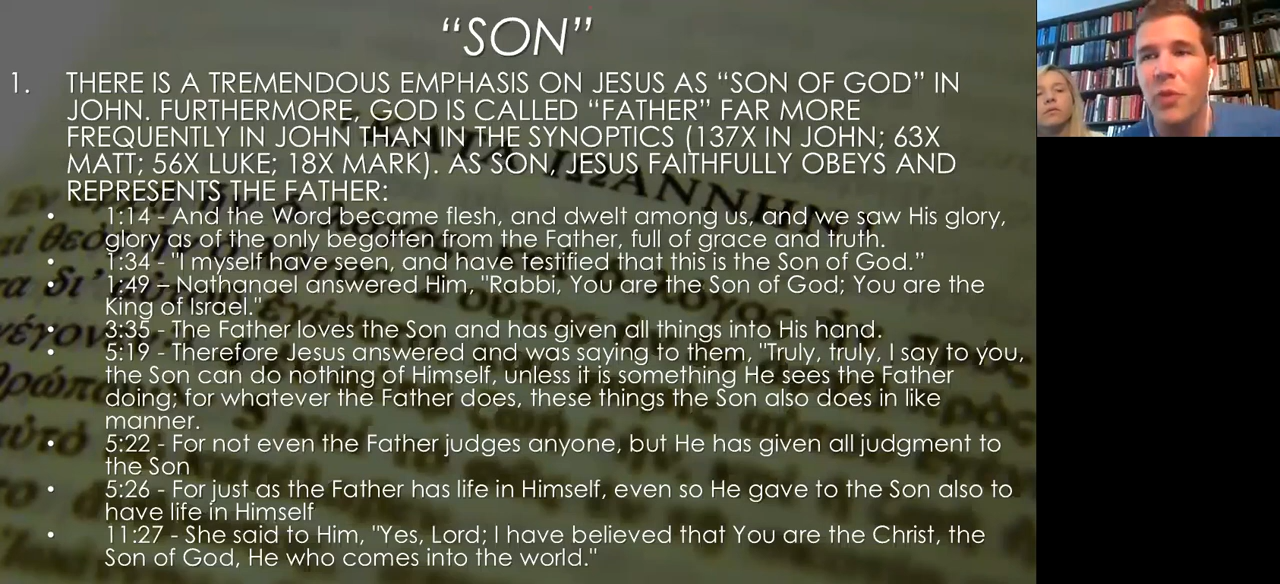 “SON”
1. THERE IS A TREMENDOUS EMPHASIS ON JESUS AS “SON OF GOD” IN
JOHN. FURTHERMORE, GOD IS CALLED “FATHER” FAR MORE
FREQUENTLY IN JOHN THAN IN THE SYNOPTICS (137X IN JOHN; 63X
MATT; 56X LUKE; 18X MARK). AS SON, JESUS FAITHFULLY OBEYS AND
REPRESENTS THE FATHER:
• 1:14 - And the Word became flesh, and dwelt among us, and we saw His glory,
glory as of the only begotten from the Father, full of grace and truth.
• 1:34 - "I myself have seen, and have testified that this is the Son of God.”
• 1:49 – Nathanael answered Him, "Rabbi, You are the Son of God; You are the
King of Israel."
• 3:35 - The Father loves the Son and has given all things into His hand.
• 5:19 - Therefore Jesus answered and was saying to them, "Truly, truly, I say to you,
the Son can do nothing of Himself, unless it is something He sees the Father
doing; for whatever the Father does, these things the Son also does in like
manner.
• 5:22 - For not even the Father judges anyone, but He has given all judgment to
the Son
• 5:26 - For just as the Father has life in Himself, even so He gave to the Son also to
have life in Himself
• 11:27 - She said to Him, "Yes, Lord; I have believed that You are the Christ, the
Son of God, He who comes into the world."
ΚΑΤΑ ΙΩΑΝΝΗΝ